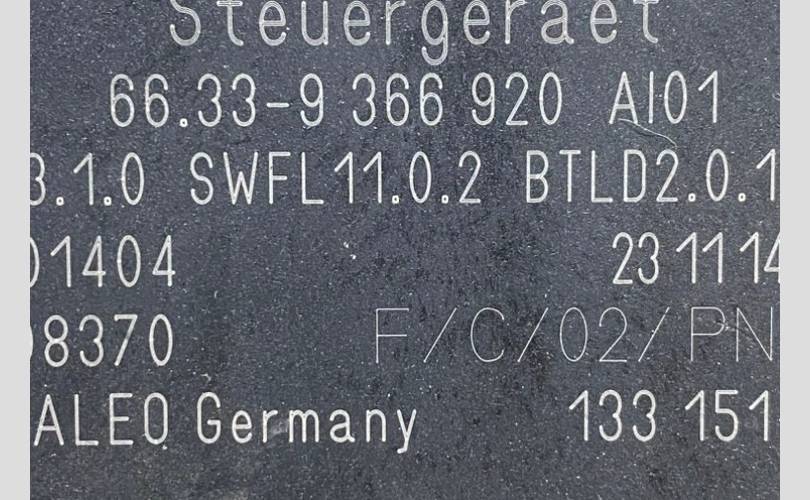 Steuergeraet
66.33-9 366 920 AI01
3.1.0 SWFL11.0.2 BTLD2.0.1
01404 23 11 14
8370 F/C/02/PN
ALEO Germany 133 151